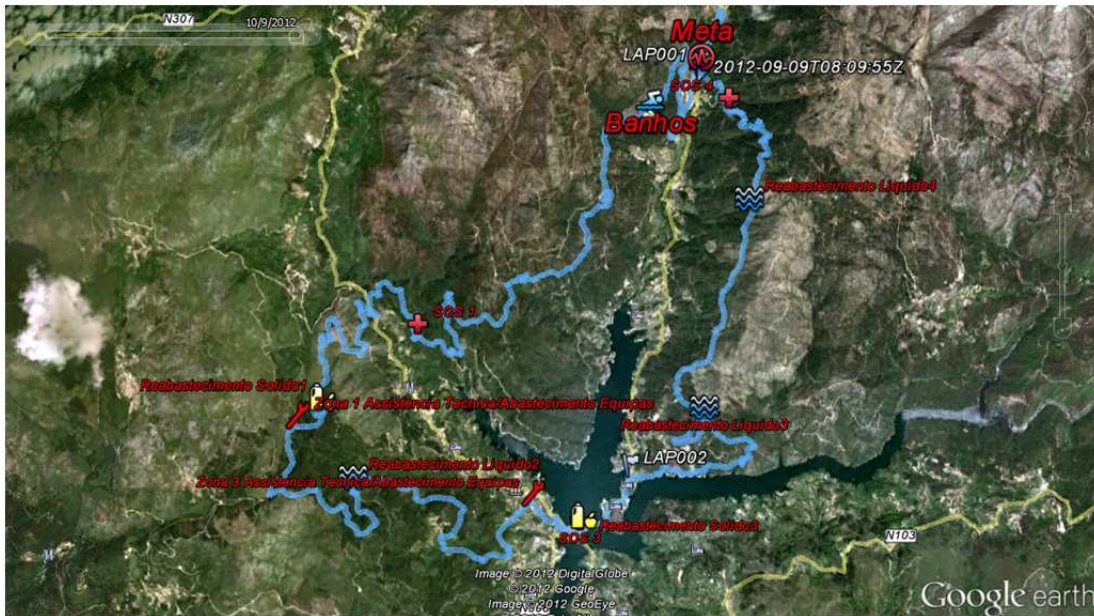 N307
10/9/2012
Meta
LAP001
2012-09-09T08:09:55Z
SOS 4
Banhos
Reabastecimento Liquido4
SOS 1
Reabastecimento Solido1
Zona 1 Assistencia Tecnica/Abastecimento Equipas
Reabastecimento Liquido3
LAP002
Reabastecimento Liquido2
Zona 3 Assistencia Tecnica/Abastecimento Equipas
Reabastecimento Solido3
SOS 3
N103
Image © 2012 DigitalGlobe
© 2012 Google
Image © 2012 GeoEye
Google earth